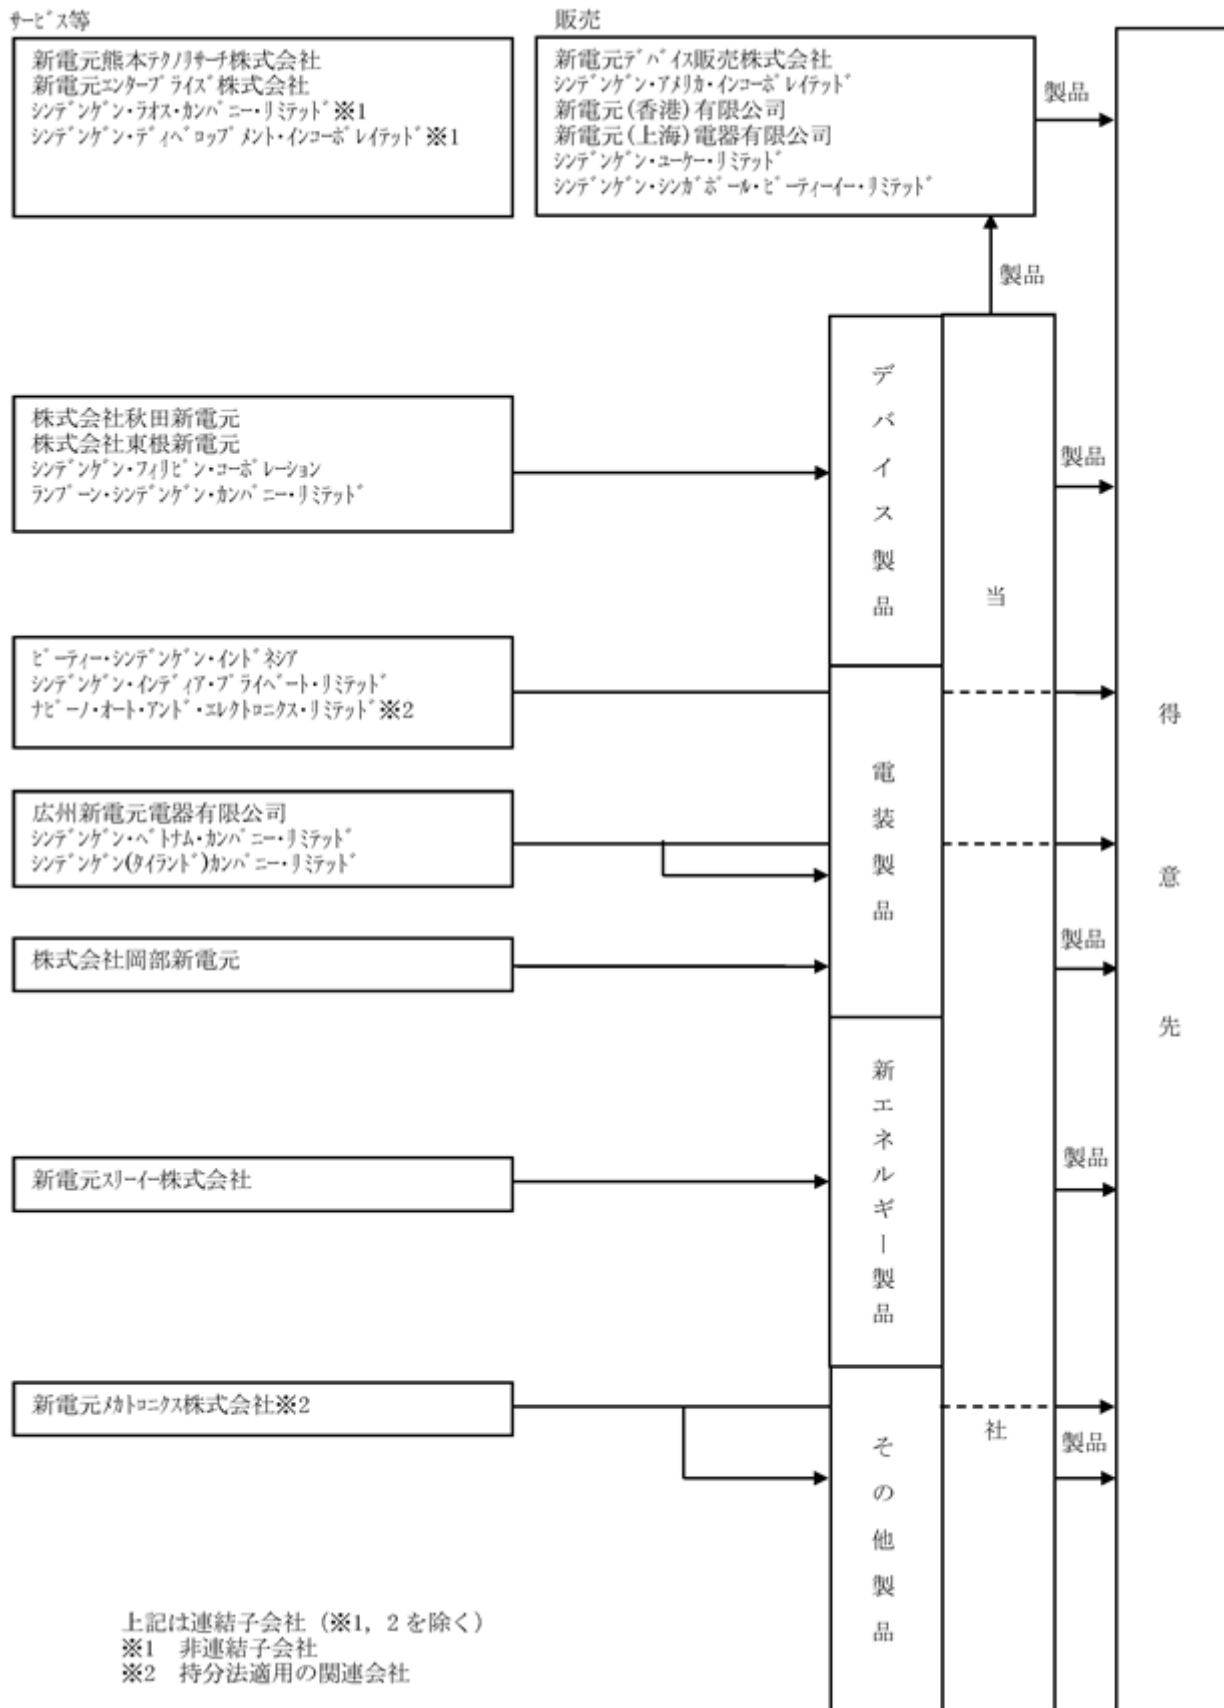 サービス等
新電元熊本テクノリサーチ株式会社
新電元エンタープライズ株式会社
シンデンゲン・ラオス・カンパニー・リミテッド※1
シンデンゲン・ディベロップメント・インコーポレイテッド※1
販売
新電元デバイス販売株式会社
シンデンゲン・アメリカ・インコーポレイテッド
新電元(香港)有限公司
新電元(上海)電器有限公司
シンデンゲン・ユーケー・リミテッド
シンデンゲン・シンガポール・ピーティーイー・リミテッド
製品
製品
株式会社秋田新電元
株式会社東根新電元
シンデンゲン・フィリピン・コーポレーション
ランプーン・シンデンゲン・カンパニー・リミテッド
デバイス製品
製品
ピーティー・シンデンゲン・インドネシア
シンデンゲン・インディア・プライベート・リミテッド
ナピーノ・オート・アンド・エレクトロニクス・リミテッド※2
広州新電元電器有限公司
シンデンゲン・ベトナム・カンパニー・リミテッド
シンデンゲン(タイランド)カンパニー・リミテッド
電装製品
株式会社岡部新電元
製品
新電元スリーイー株式会社
新エネルギー製品
製品
新電元メカトロニクス株式会社※2
その他製品
製品
当社
得意先
上記は連結子会社(※1, 2を除く)
※1 非連結子会社
※2 持分法適用の関連会社